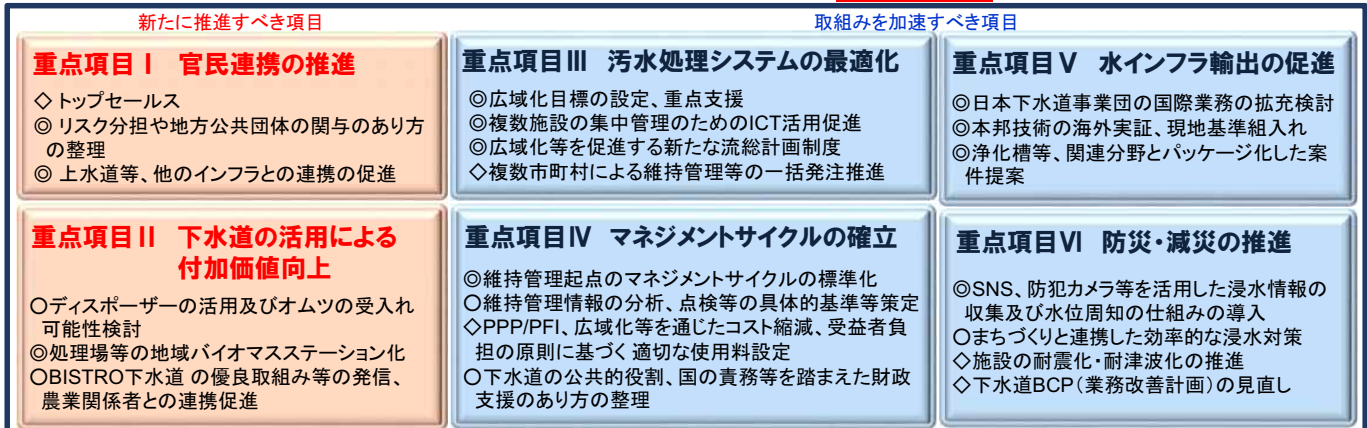 新たに推進すべき項目
取組みを加速すべき項目
重点項目Ⅰ 官民連携の推進
◇トップセールス
◎リスク分担や地方公共団体の関与のあり方
の整理
◎ 上水道等、他のインフラとの連携の促進
重点項目Ⅱ 下水道の活用による
付加価値向上
〇ディスポーザーの活用及びオムツの受入れ
可能性検討
◎処理場等の地域バイオマスステーション化
〇BISTRO下水道 の優良取組み等の発信、
農業関係者との連携促進
重点項目Ⅲ 汚水処理システムの最適化
◎広域化目標の設定、重点支援
◎複数施設の集中管理のためのICT活用促進
◎広域化等を促進する新たな流総計画制度
◇複数市町村による維持管理等の一括発注推進
重点項目Ⅳ マネジメントサイクルの確立
◎維持管理起点のマネジメントサイクルの標準化
〇維持管理情報の分析、点検等の具体的基準等策定
◇PPP/PFI、広域化等を通じたコスト縮減、受益者負
担の原則に基づく適切な使用料設定
〇下水道の公共的役割、国の責務等を踏まえた財政
支援のあり方の整理
重点項目Ⅴ 水インフラ輸出の促進
◎日本下水道事業団の国際業務の拡充検討
◎本邦技術の海外実証、現地基準組入れ
◎浄化槽等、関連分野とパッケージ化した案
件提案
重点項目Ⅵ 防災・減災の推進
◎SNS、防犯カメラ等を活用した浸水情報の
収集及び水位周知の仕組みの導入
〇まちづくりと連携した効率的な浸水対策
◇施設の耐震化・耐津波化の推進
◇下水道BCP(業務改善計画)の見直し